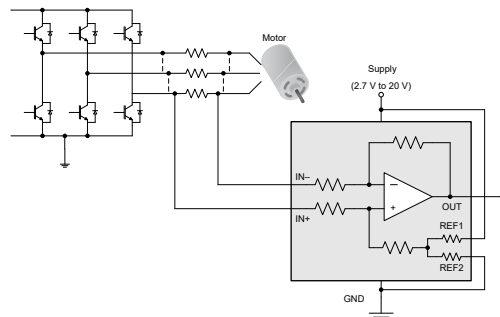 Motor
Supply
(2.7 V to 20 V)
IN–
IN+
–
+
OUT
REF1
REF2
GND